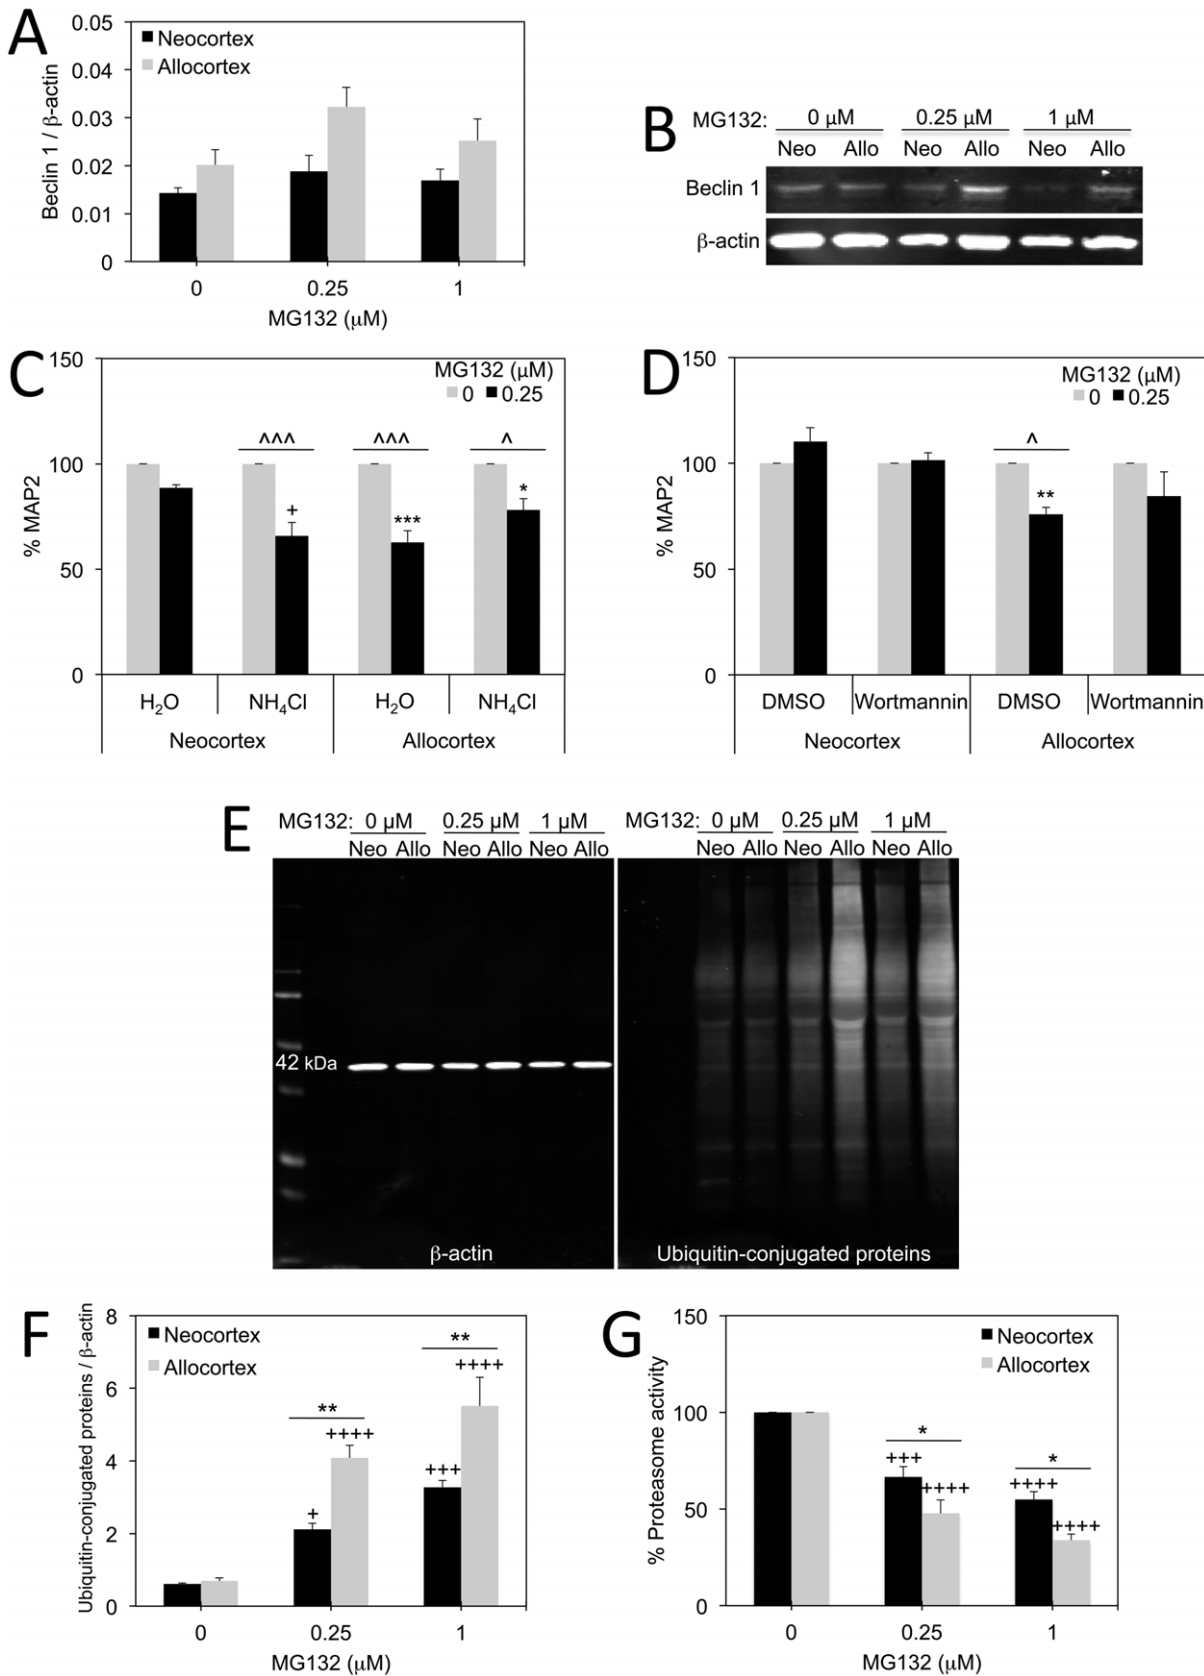 A
Beclin 1 / β-actin
0.05
0.04
0.03
0.02
0.01
0
Neocortex
Allocortex
0 0.25 1
MG132 (μM)
B
MG132: 0 μM 0.25 μM 1 μM
Neo Allo Neo Allo Neo Allo
Beclin 1
β-actin
C
% MAP2
150
100
50
0
MG132 (μM)
0 0.25
^^^ ^^^ ^
+ *** *
H2O NH4Cl H2O NH4Cl
Neocortex Allocortex
D
% MAP2
150
100
50
0
MG132 (μM)
0 0.25
^
**
DMSO Wortmannin DMSO Wortmannin
Neocortex Allocortex
E
MG132: 0 μM 0.25 μM 1 μM
Neo Allo Neo Allo Neo Allo
42 kDa
β-actin
MG132: 0 μM 0.25 μM 1 μM
Neo Allo Neo Allo Neo Allo
Ubiquitin-conjugated proteins
F
Ubiquitin-conjugated proteins / β-actin
8
6
4
2
0
Neocortex
Allocortex
** **
+ ++++ +++ ++++
0 0.25 1
MG132 (μM)
G
% Proteasome activity
150
100
50
0
Neocortex
Allocortex
* *
+++ ++++ ++++ ++++
0 0.25 1
MG132 (μM)